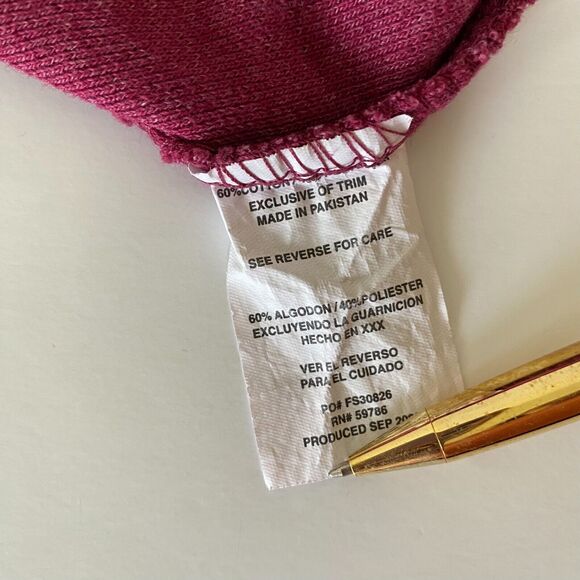 60% COTTON
EXCLUSIVE OF TRIM
MADE IN PAKISTAN
SEE REVERSE FOR CARE
60% ALGODON / 40% POLIESTER
EXCLUYENDO LA GUARNICION
HECHO EN XXX
VER EL REVERSO
PARA EL CUIDADO
PO# FS30826
RN# 59786
PRODUCED SEP